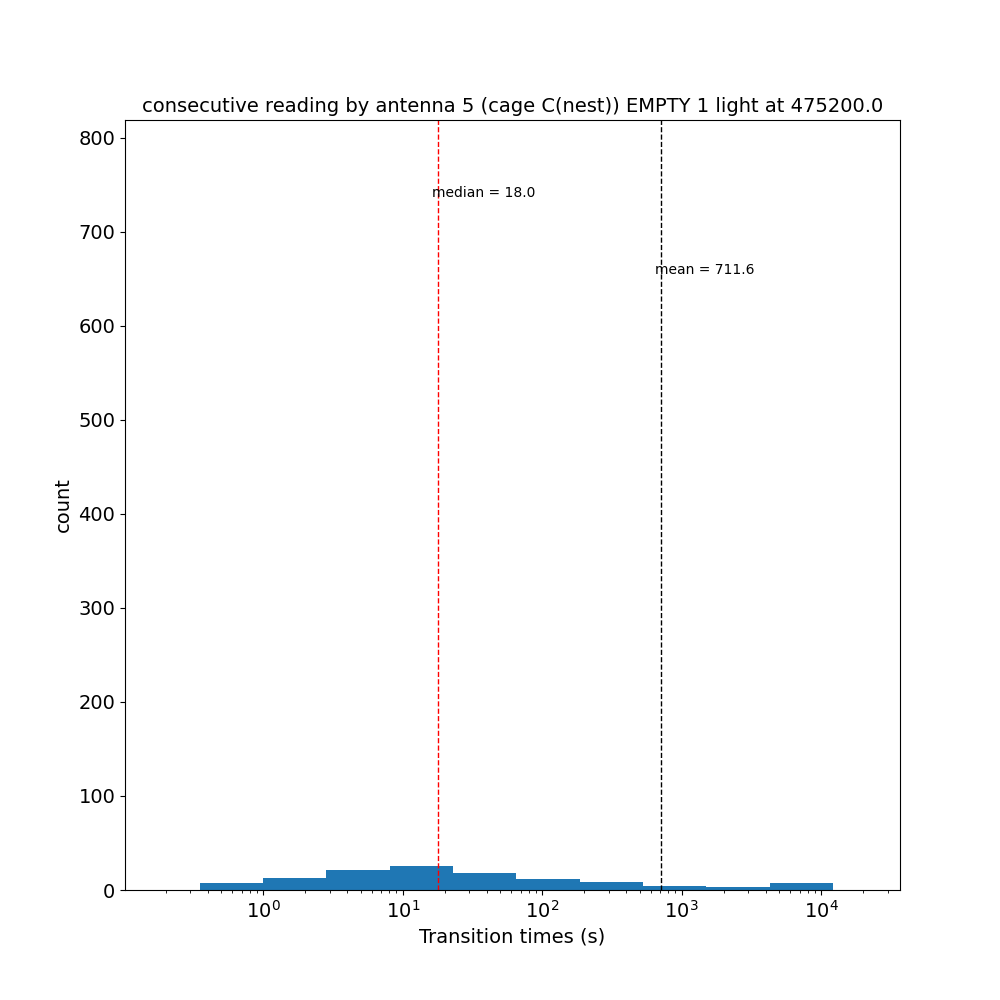 consecutive reading by antenna 5 (cage C(nest)) EMPTY 1 light at 475200.0
800
median = 18.0
700
mean = 711.6
600
500
count
400
300
200
100
0
10⁰ 10¹ 10² 10³ 10⁴
Transition times (s)